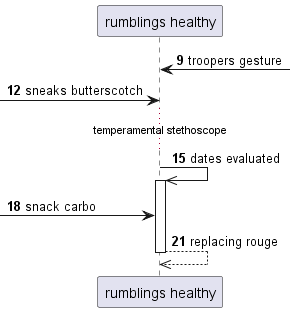 rumblings healthy
9 troopers gesture
12 sneaks butterscotch
temperamental stethoscope
15 dates evaluated
18 snack carbo
21 replacing rouge
rumblings healthy